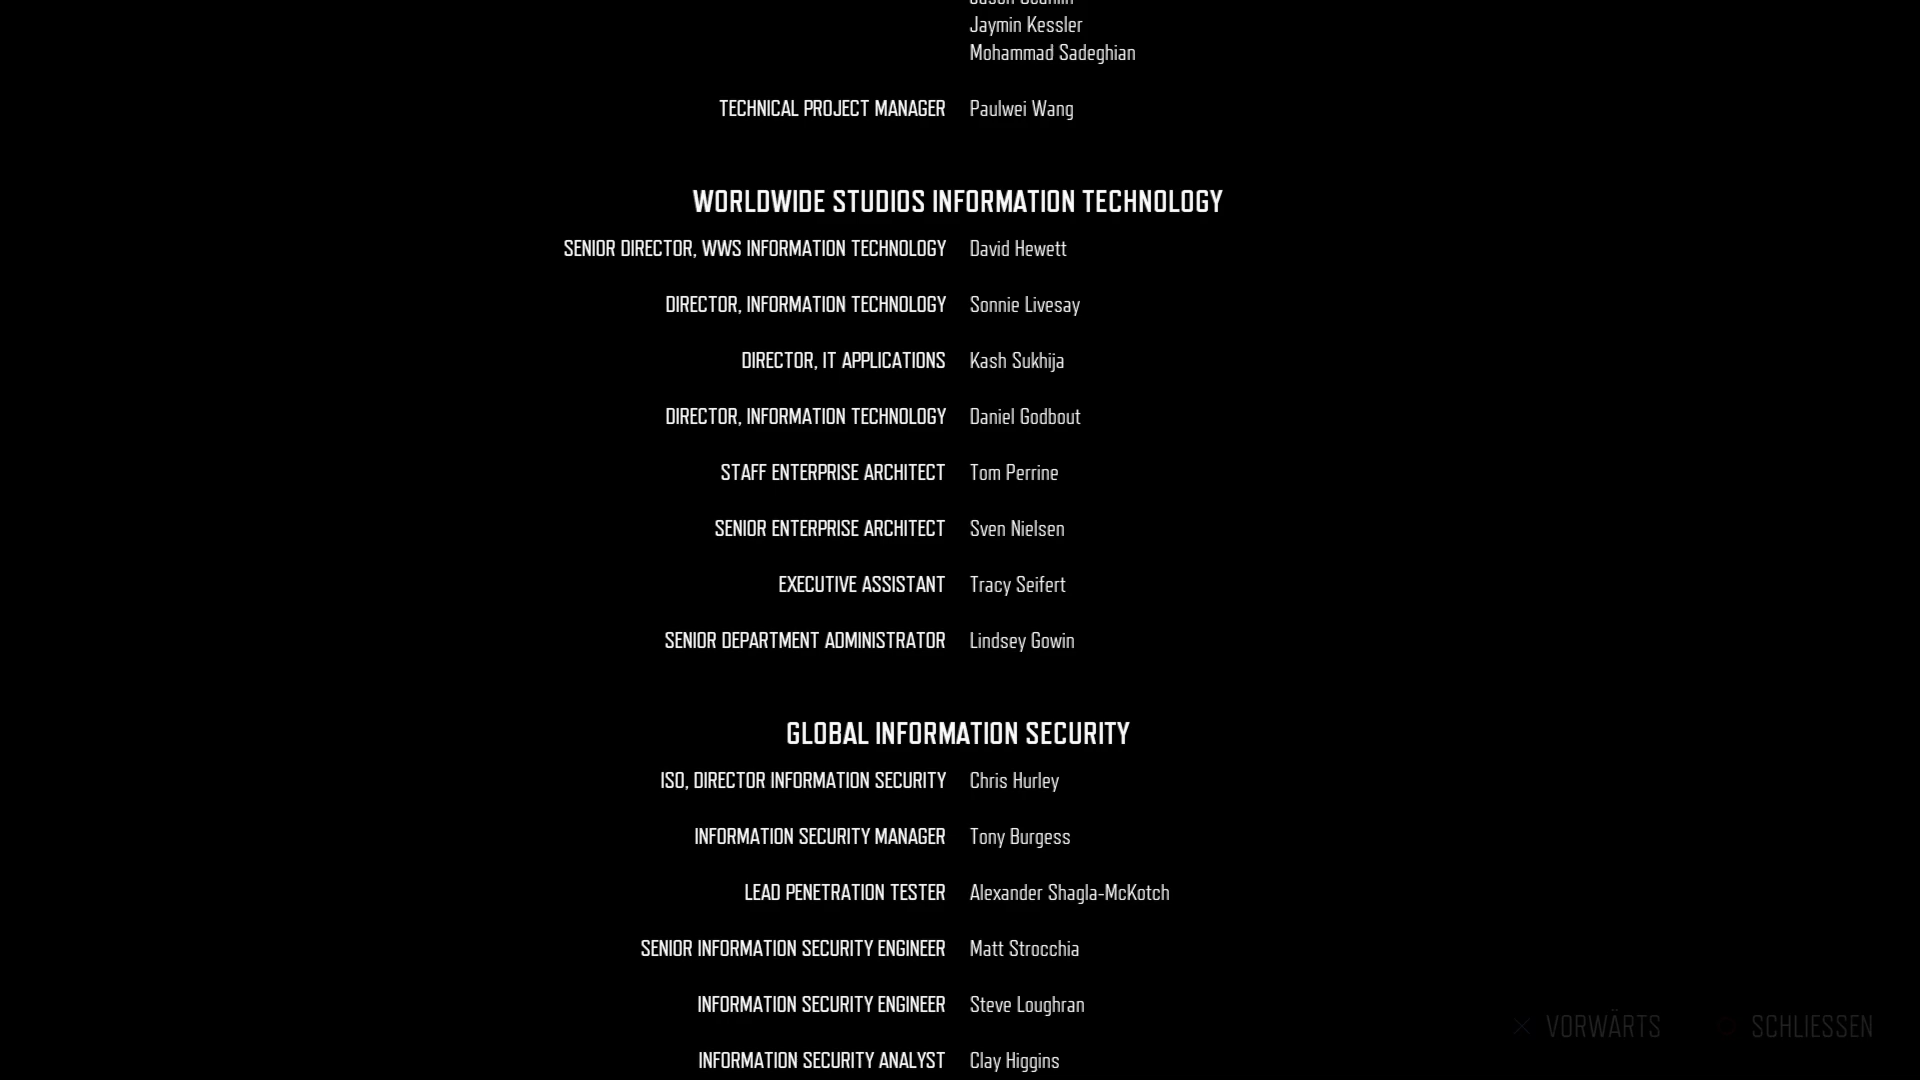 Jaymin Kessler
Mohammad Sadeghian
TECHNICAL PROJECT MANAGER Paulwei Wang
WORLDWIDE STUDIOS INFORMATION TECHNOLOGY
SENIOR DIRECTOR, WWS INFORMATION TECHNOLOGY David Hewett
DIRECTOR, INFORMATION TECHNOLOGY Sonnie Livesay
DIRECTOR, IT APPLICATIONS Kash Sukhija
DIRECTOR, INFORMATION TECHNOLOGY Daniel Godbout
STAFF ENTERPRISE ARCHITECT Tom Perrine
SENIOR ENTERPRISE ARCHITECT Sven Nielsen
EXECUTIVE ASSISTANT Tracy Seifert
SENIOR DEPARTMENT ADMINISTRATOR Lindsey Gowin
GLOBAL INFORMATION SECURITY
ISO, DIRECTOR INFORMATION SECURITY Chris Hurley
INFORMATION SECURITY MANAGER Tony Burgess
LEAD PENETRATION TESTER Alexander Shagla-McKotch
SENIOR INFORMATION SECURITY ENGINEER Matt Strocchia
INFORMATION SECURITY ENGINEER Steve Loughran
VORWÄRTS SCHLIESSEN
INFORMATION SECURITY ANALYST Clay Higgins